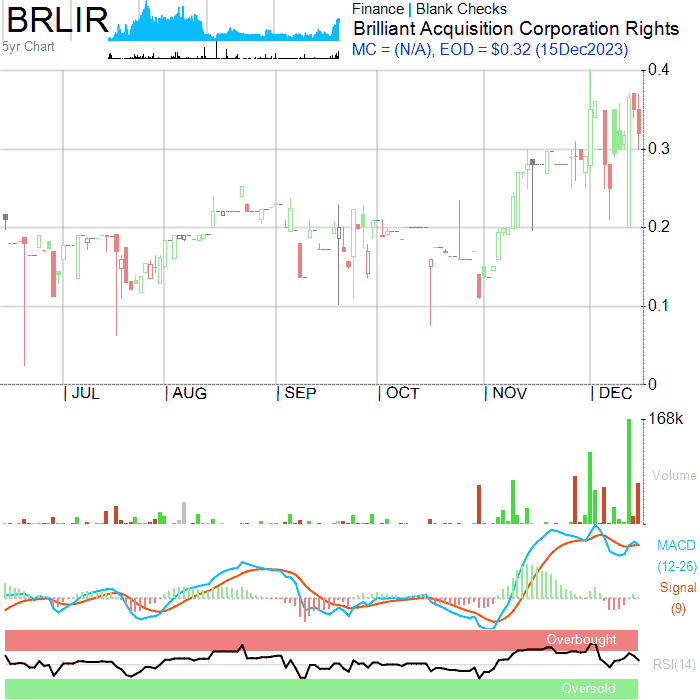 BRLIR
5yr Chart
Finance | Blank Checks
Brilliant Acquisition Corporation Rights
MC = (N/A), EOD = $0.32 (15Dec2023)
0.4
0.3
0.2
0.1
0
JUL AUG SEP OCT NOV DEC
168k
Volume
MACD
(12-26)
Signal
(9)
Overbought
RSI(14)
Oversold